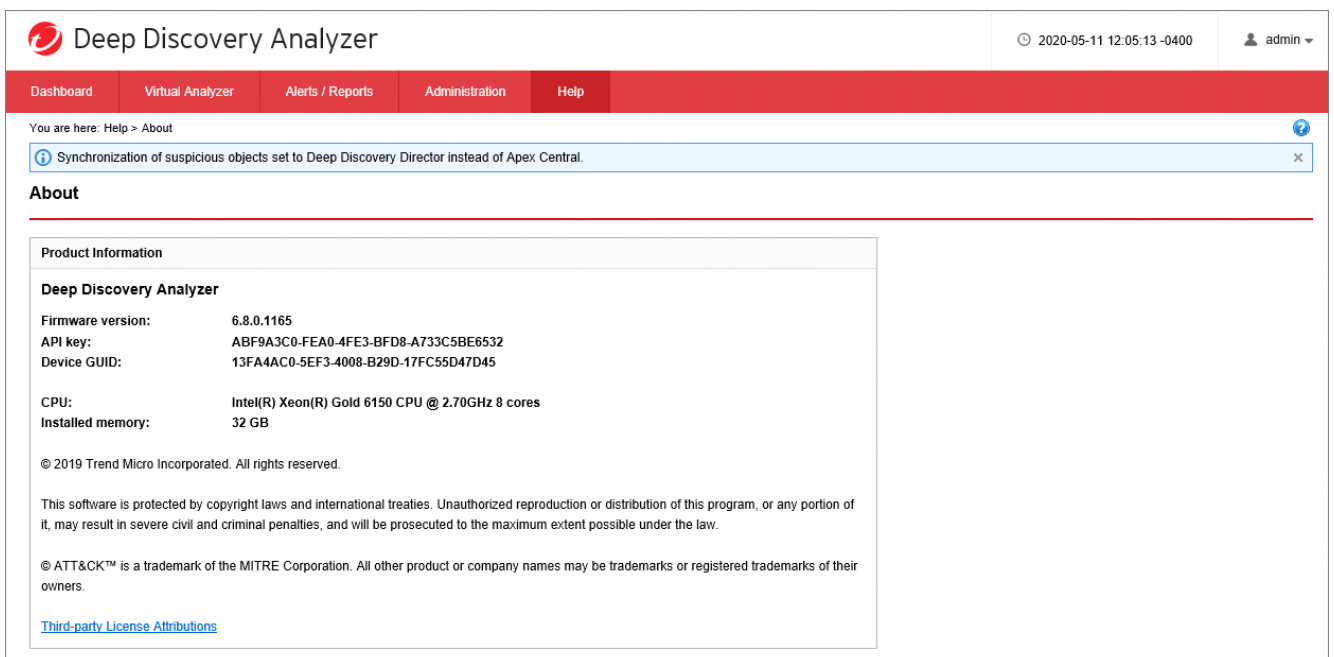 Deep Discovery Analyzer
2020-05-11 12:05:13 -0400
admin
Dashboard
Virtual Analyzer
Alerts / Reports
Administration
Help
You are here: Help > About
Synchronization of suspicious objects set to Deep Discovery Director instead of Apex Central.
About
Product Information
Deep Discovery Analyzer
Firmware version: 6.8.0.1165
API key: ABF9A3C0-FEA0-4FE3-BFD8-A733C5BE6532
Device GUID: 13FA4AC0-5EF3-4008-B29D-17FC55D47D45
CPU: Intel(R) Xeon(R) Gold 6150 CPU @ 2.70GHz 8 cores
Installed memory: 32 GB
© 2019 Trend Micro Incorporated. All rights reserved.
This software is protected by copyright laws and international treaties. Unauthorized reproduction or distribution of this program, or any portion of
it, may result in severe civil and criminal penalties, and will be prosecuted to the maximum extent possible under the law.
© ATT&CK™ is a trademark of the MITRE Corporation. All other product or company names may be trademarks or registered trademarks of their
owners.
Third-party License Attributions